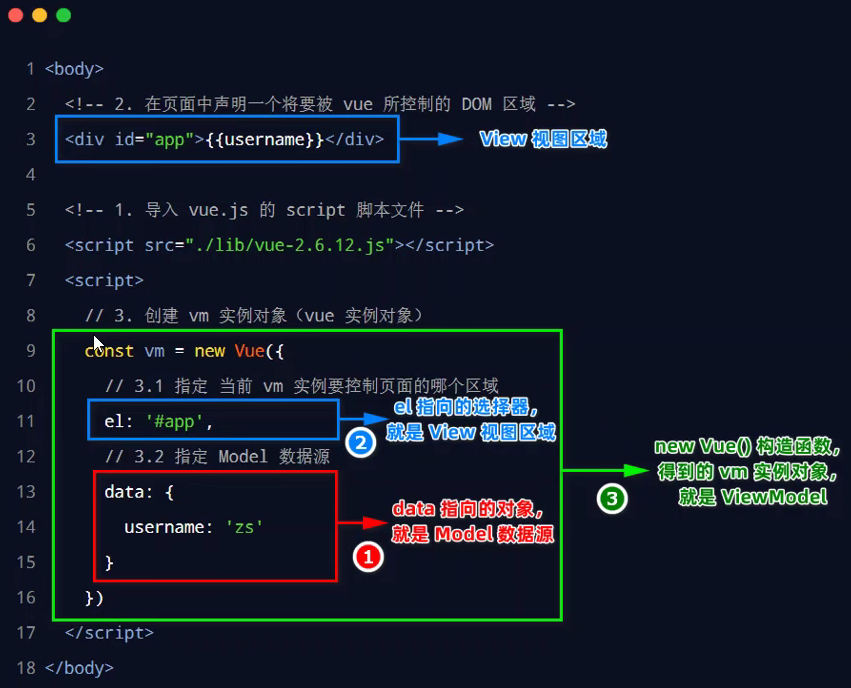 1 <body>
2 <!-- 2. 在页面中声明一个将要被 vue 所控制的 DOM 区域 -->
3 <div id="app">{{username}}</div>
View 视图区域
4
5 <!-- 1. 导入 vue.js 的 script 脚本文件 -->
6 <script src="./lib/vue-2.6.12.js"></script>
7 <script>
8 // 3. 创建 vm 实例对象（vue 实例对象）
9 const vm = new Vue({
10 // 3.1 指定 当前 vm 实例要控制页面的哪个区域
11 el: '#app',
el 指向的选择器，
就是 View 视图区域
2
12 // 3.2 指定 Model 数据源
13 data: {
14 username: 'zs'
15 }
data 指向的对象，
就是 Model 数据源
1
16 })
new Vue() 构造函数，
得到的 vm 实例对象，
就是 ViewModel
3
17 </script>
18 </body>